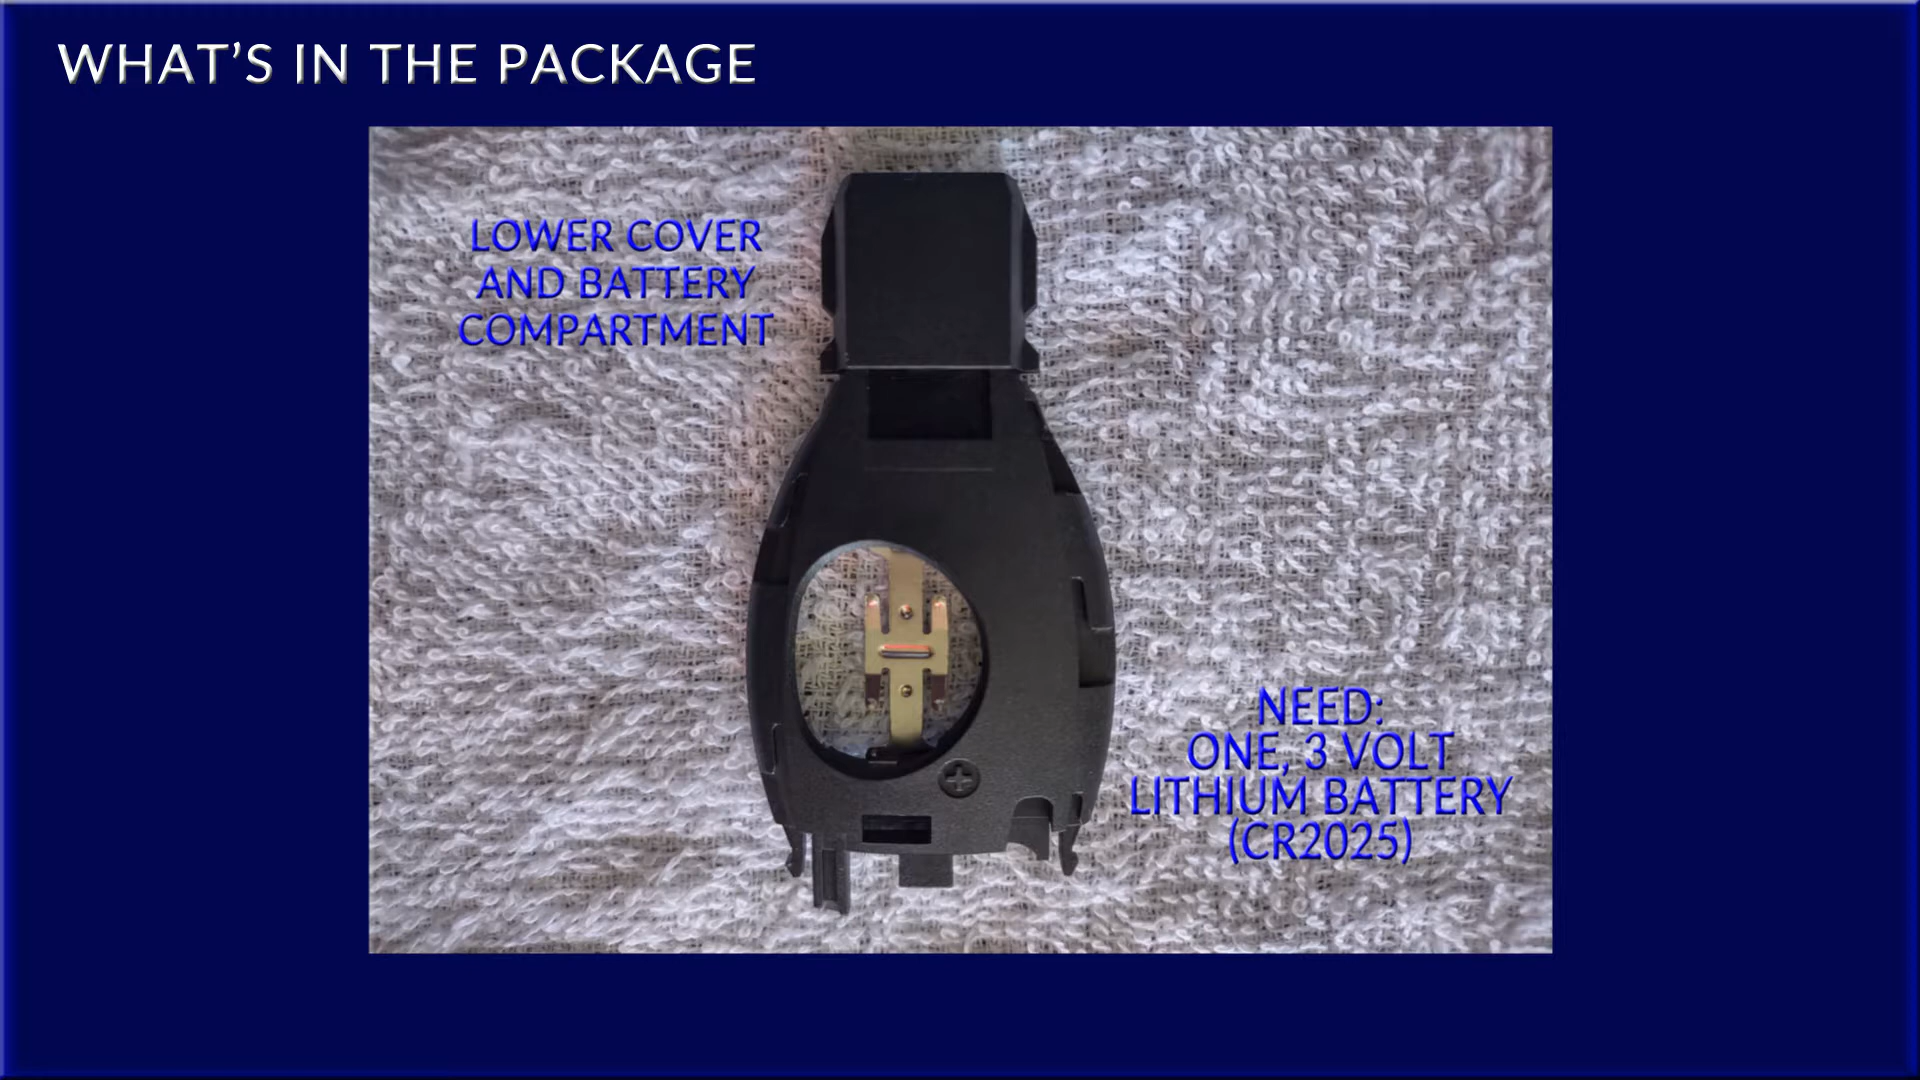 WHAT’S IN THE PACKAGE
LOWER COVER
AND BATTERY
COMPARTMENT
NEED:
ONE, 3 VOLT
LITHIUM BATTERY
(CR2025)